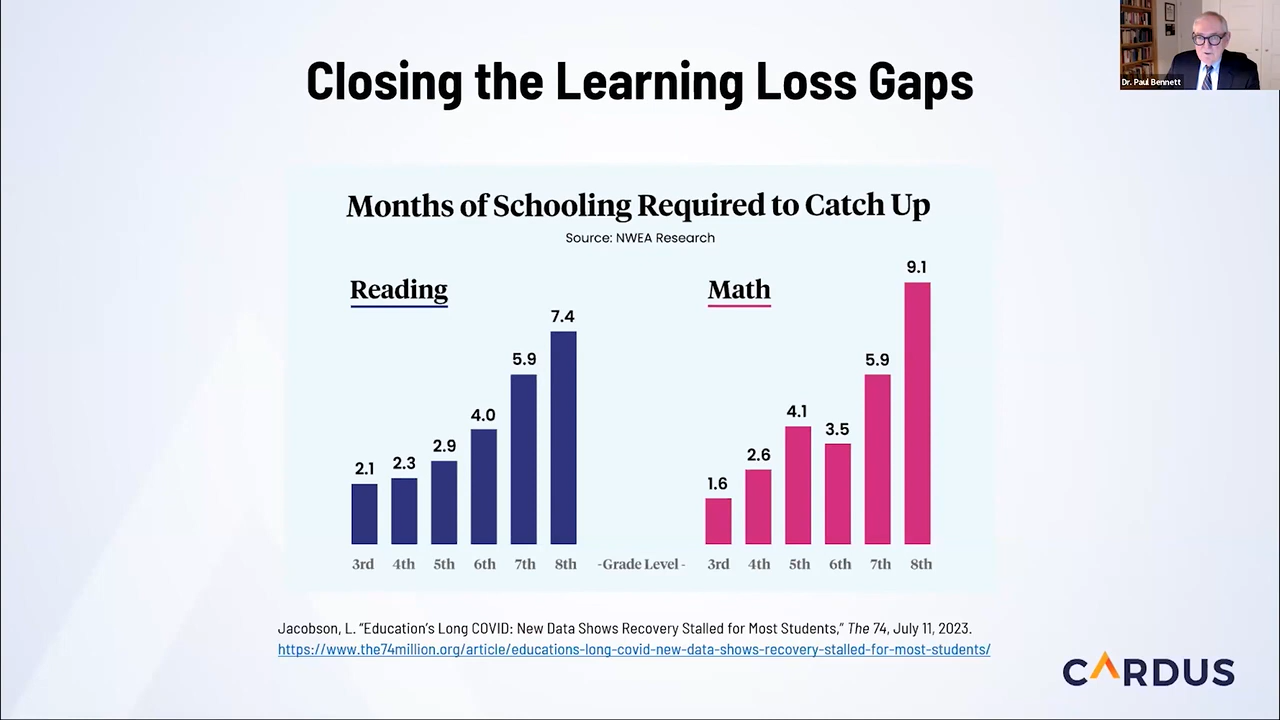 Dr. Paul Bennett
Closing the Learning Loss Gaps
Months of Schooling Required to Catch Up
Source: NWEA Research
Reading
2.1
2.3
2.9
4.0
5.9
7.4
3rd 4th 5th 6th 7th 8th
-Grade Level -
Math
1.6
2.6
4.1
3.5
5.9
9.1
3rd 4th 5th 6th 7th 8th
Jacobson, L. “Education’s Long COVID: New Data Shows Recovery Stalled for Most Students,” The 74, July 11, 2023.
https://www.the74million.org/article/educations-long-covid-new-data-shows-recovery-stalled-for-most-students/
CARDUS